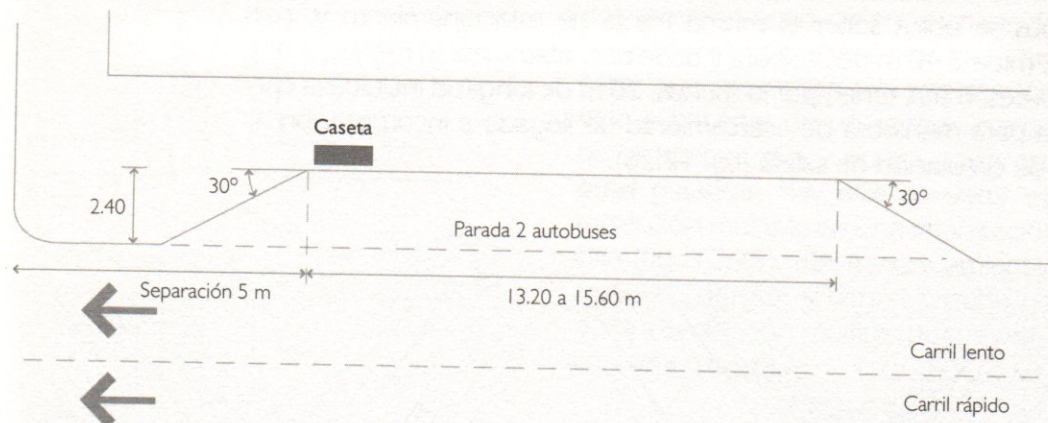 Caseta
30°
30°
2.40
Parada 2 autobuses
Separación 5 m
13.20 a 15.60 m
Carril lento
Carril rápido